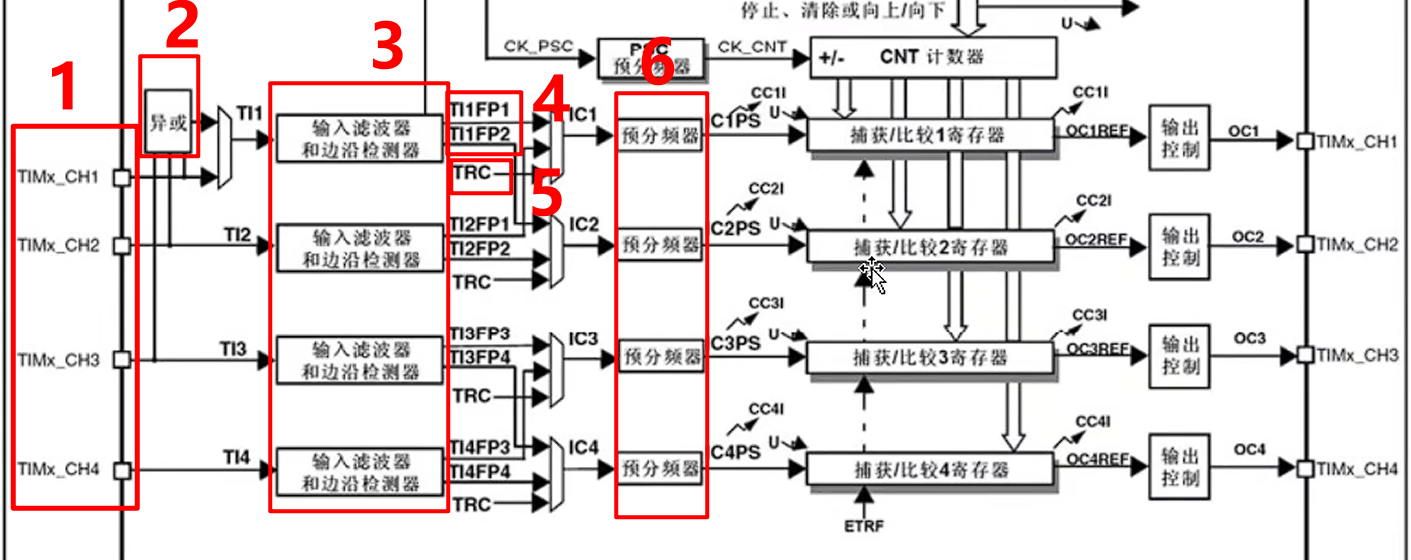 停止、清除或向上/向下
U
CK_PSC
PSC
预分频器
CK_CNT
+/-
CNT 计数器
1
2
3
4
5
6
异或
TI1
输入滤波器
和边沿检测器
TI1FP1
TI1FP2
TRC
IC1
预分频器
CC1I
C1PS
U
捕获/比较1寄存器
CC1I
OC1REF
输出
控制
OC1
TIMx_CH1
TIMx_CH1
TIMx_CH2
TI2
输入滤波器
和边沿检测器
TI2FP1
TI2FP2
TRC
IC2
预分频器
CC2I
C2PS
U
捕获/比较2寄存器
CC2I
OC2REF
输出
控制
OC2
TIMx_CH2
TIMx_CH3
TI3
输入滤波器
和边沿检测器
TI3FP3
TI3FP4
TRC
IC3
预分频器
CC3I
C3PS
U
捕获/比较3寄存器
CC3I
OC3REF
输出
控制
OC3
TIMx_CH3
TIMx_CH4
TI4
输入滤波器
和边沿检测器
TI4FP3
TI4FP4
TRC
IC4
预分频器
CC4I
C4PS
U
捕获/比较4寄存器
CC4I
OC4REF
输出
控制
OC4
TIMx_CH4
ETRF